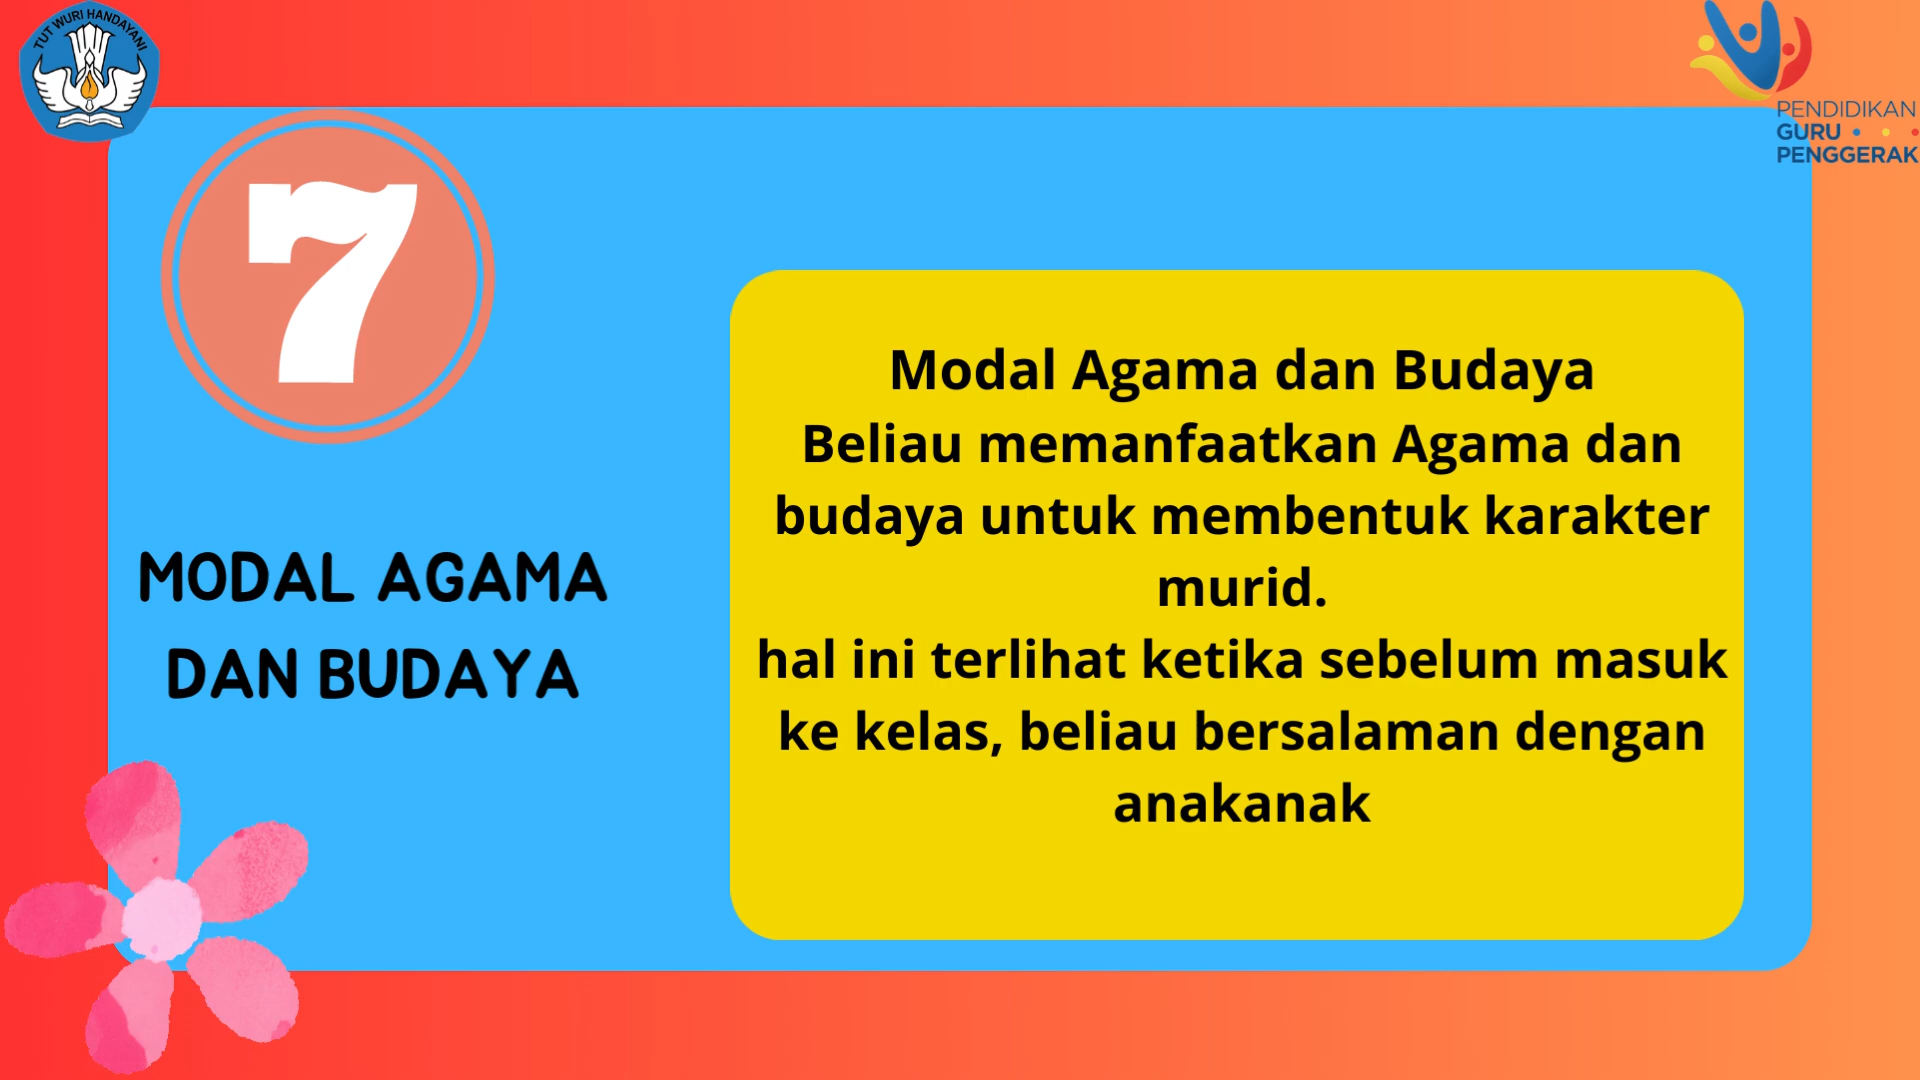 TUT WURI HANDAYANI
PENDIDIKAN
GURU
PENGGERAK
7
MODAL AGAMA
DAN BUDAYA
Modal Agama dan Budaya
Beliau memanfaatkan Agama dan
budaya untuk membentuk karakter
murid.
hal ini terlihat ketika sebelum masuk
ke kelas, beliau bersalaman dengan
anakanak